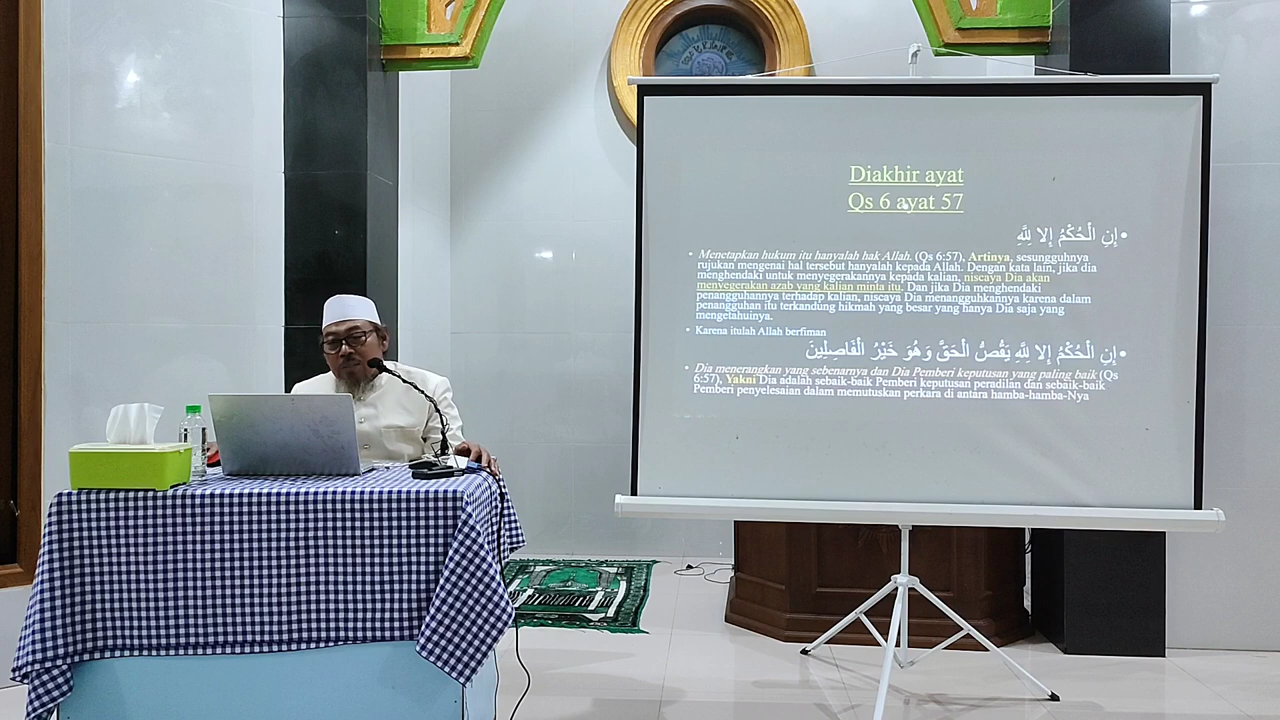 Diakhir ayat
Qs 6 ayat 57
• إِنِ الْحُكْمُ إِلا لِلَّهِ
• Menetapkan hukum itu hanyalah hak Allah. (Qs 6:57), Artinya, sesungguhnya
rujukan mengenai hal tersebut hanyalah kepada Allah. Dengan kata lain, jika dia
menghendaki untuk menyegerakannya kepada kalian, niscaya Dia akan
menyegerakan azab yang kalian minta itu. Dan jika Dia menghendaki
penangguhannya terhadap kalian, niscaya Dia menangguhkannya karena dalam
penangguhan itu terkandung hikmah yang besar yang hanya Dia saja yang
mengetahuinya.
• Karena itulah Allah berfiman
• إِنِ الْحُكْمُ إِلا لِلَّهِ يَقُصُّ الْحَقَّ وَهُوَ خَيْرُ الْفَاصِلِينَ
• Dia menerangkan yang sebenarnya dan Dia Pemberi keputusan yang paling baik (Qs
6:57), Yakni Dia adalah sebaik-baik Pemberi keputusan peradilan dan sebaik-baik
Pemberi penyelesaian dalam memutuskan perkara di antara hamba-hamba-Nya